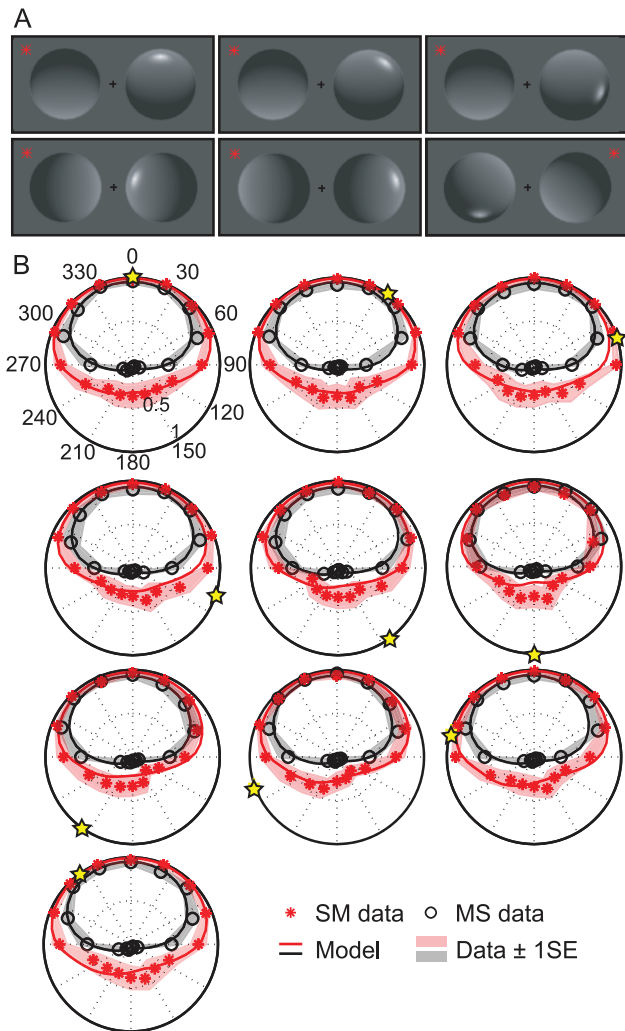 A
+ + +
+ + +
B
0
330 30
300 60
270 90
240 120
210 150
180
0.5
1
SM data
MS data
Model
Data ± 1SE